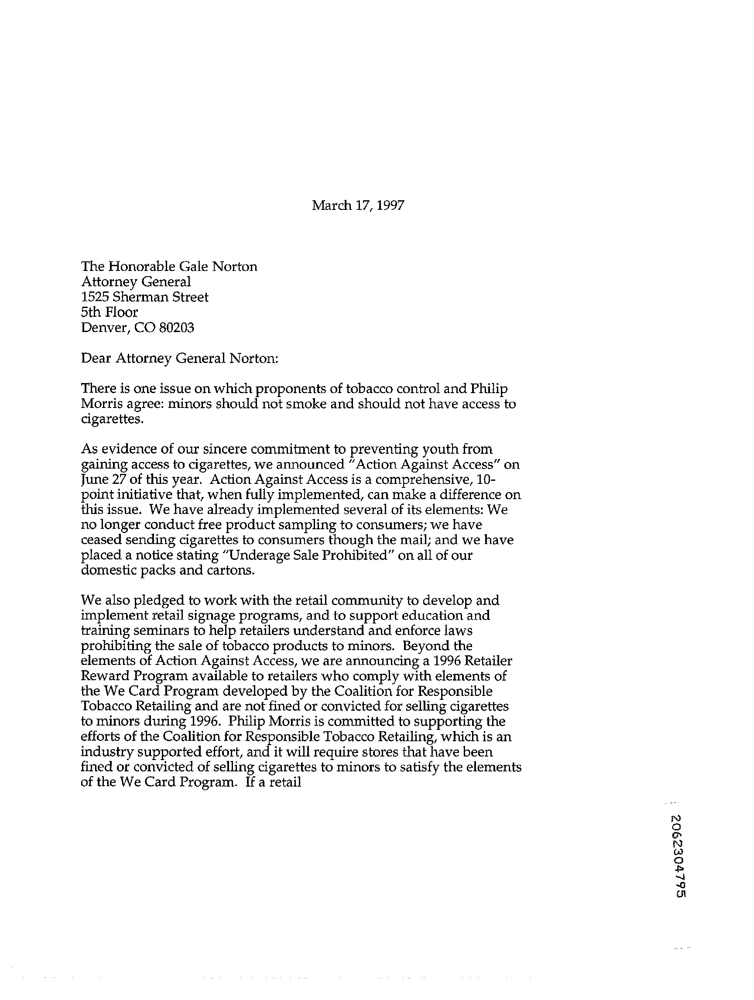 March 17, 1997
The Honorable Gale Norton
Attorney General
1525 Sherman Street
5th Floor
Denver, CO 80203
Dear Attorney General Norton:
There is one issue on which proponents of tobacco control and Philip
Morris agree: minors should not smoke and should not have access to
cigarettes.
As evidence of our sincere commitment to preventing youth from
gaining access to cigarettes, we announced "Action Against Access" on
June 27 of this year. Action Against Access is a comprehensive, 10-
point initiative that, when fully implemented, can make a difference on
this issue. We have already implemented several of its elements: We
no longer conduct free product sampling to consumers; we have
ceased sending cigarettes to consumers though the mail; and we have
placed a notice stating "Underage Sale Prohibited" on all of our
domestic packs and cartons.
We also pledged to work with the retail community to develop and
implement retail signage programs, and to support education and
training seminars to help retailers understand and enforce laws
prohibiting the sale of tobacco products to minors. Beyond the
elements of Action Against Access, we are announcing a 1996 Retailer
Reward Program available to retailers who comply with elements of
the We Card Program developed by the Coalition for Responsible
Tobacco Retailing and are not fined or convicted for selling cigarettes
to minors during 1996. Philip Morris is committed to supporting the
efforts of the Coalition for Responsible Tobacco Retailing, which is an
industry supported effort, and it will require stores that have been
fined or convicted of selling cigarettes to minors to satisfy the elements
of the We Card Program. If a retail
2062304795